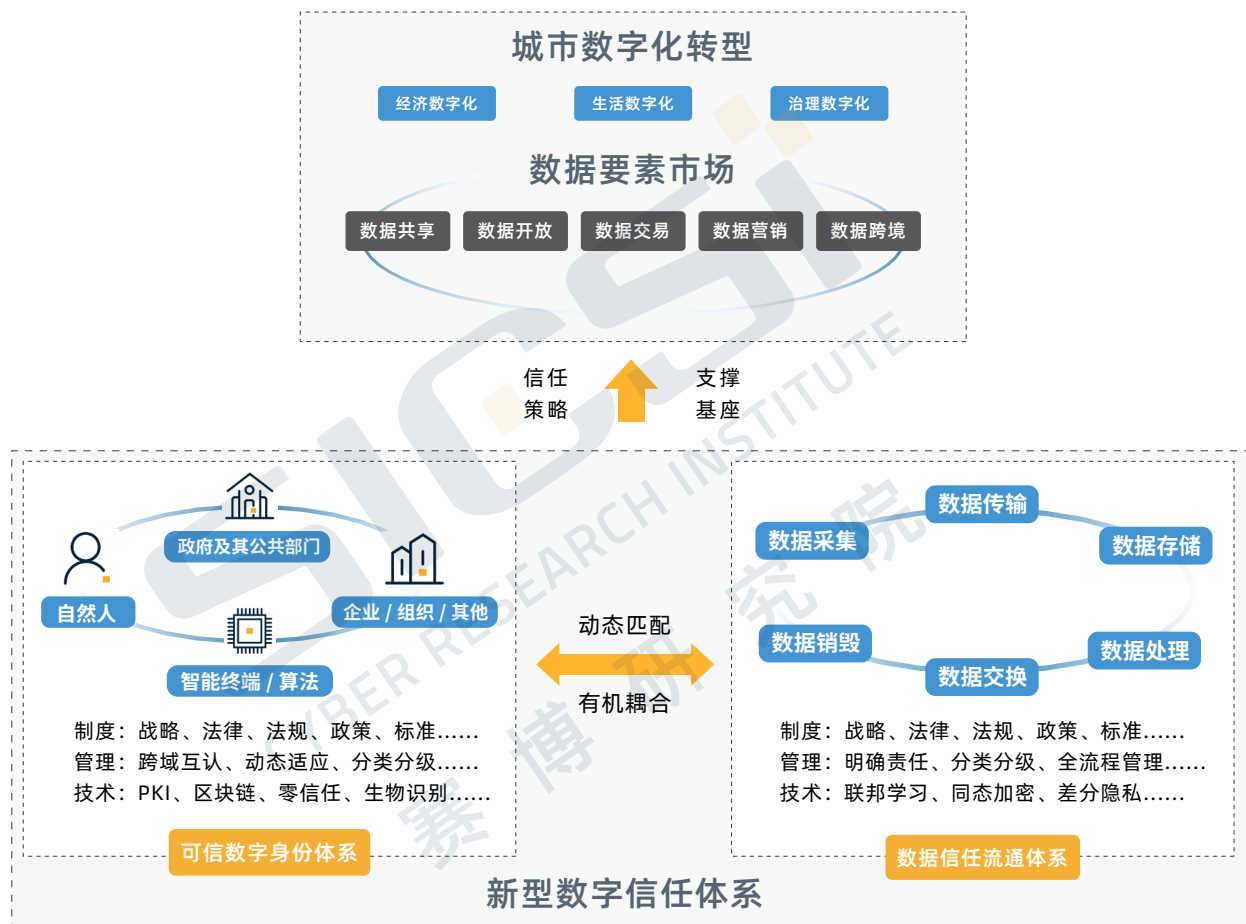 城市数字化转型
经济数字化
生活数字化
治理数字化
数据要素市场
数据共享
数据开放
数据交易
数据营销
数据跨境
信任
策略
支撑
基座
政府及其公共部门
自然人
企业 / 组织 / 其他
智能终端 / 算法
制度：战略、法律、法规、政策、标准......
管理：跨域互认、动态适应、分类分级......
技术：PKI、区块链、零信任、生物识别......
可信数字身份体系
动态匹配
有机耦合
数据传输
数据采集
数据存储
数据销毁
数据处理
数据交换
制度：战略、法律、法规、政策、标准......
管理：明确责任、分类分级、全流程管理......
技术：联邦学习、同态加密、差分隐私......
数据信任流通体系
新型数字信任体系
SICSI
CYBER RESEARCH INSTITUTE
赛博研究院